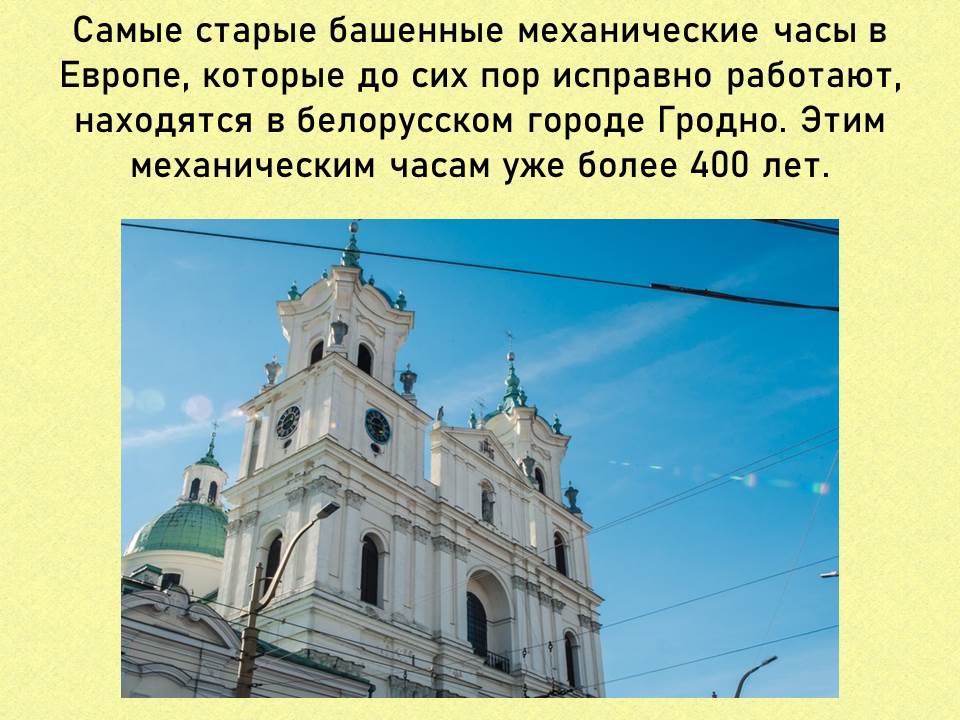 Самые старые башенные механические часы в
Европе, которые до сих пор исправно работают,
находятся в белорусском городе Гродно. Этим
механическим часам уже более 400 лет.